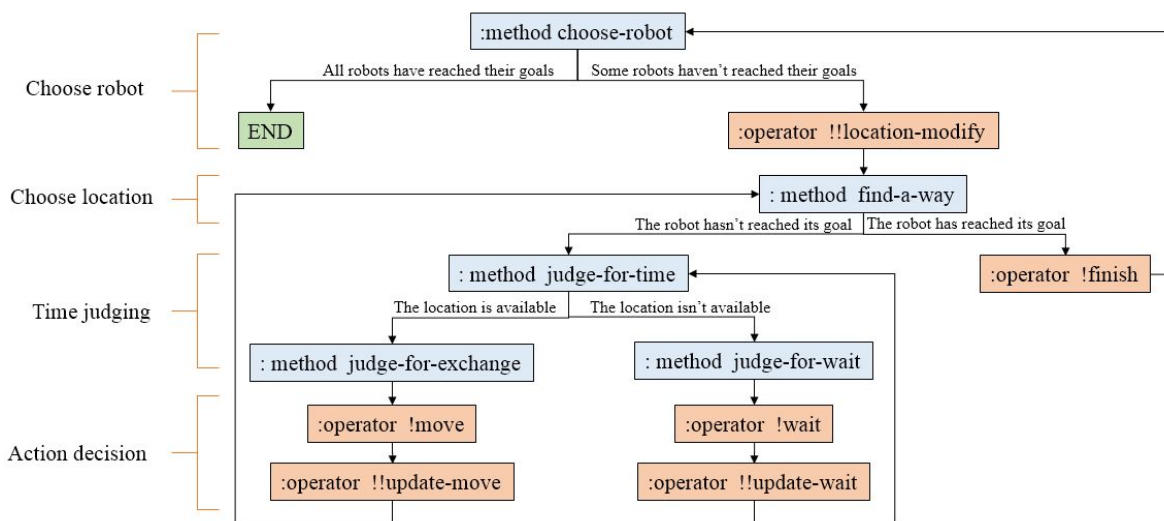 :method choose-robot
All robots have reached their goals
Some robots haven't reached their goals
Choose robot
END
:operator !!location-modify
Choose location
: method find-a-way
The robot hasn't reached its goal
The robot has reached its goal
: method judge-for-time
:operator !finish
Time judging
The location is available
The location isn't available
: method judge-for-exchange
: method judge-for-wait
:operator !move
:operator !wait
Action decision
:operator !!update-move
:operator !!update-wait